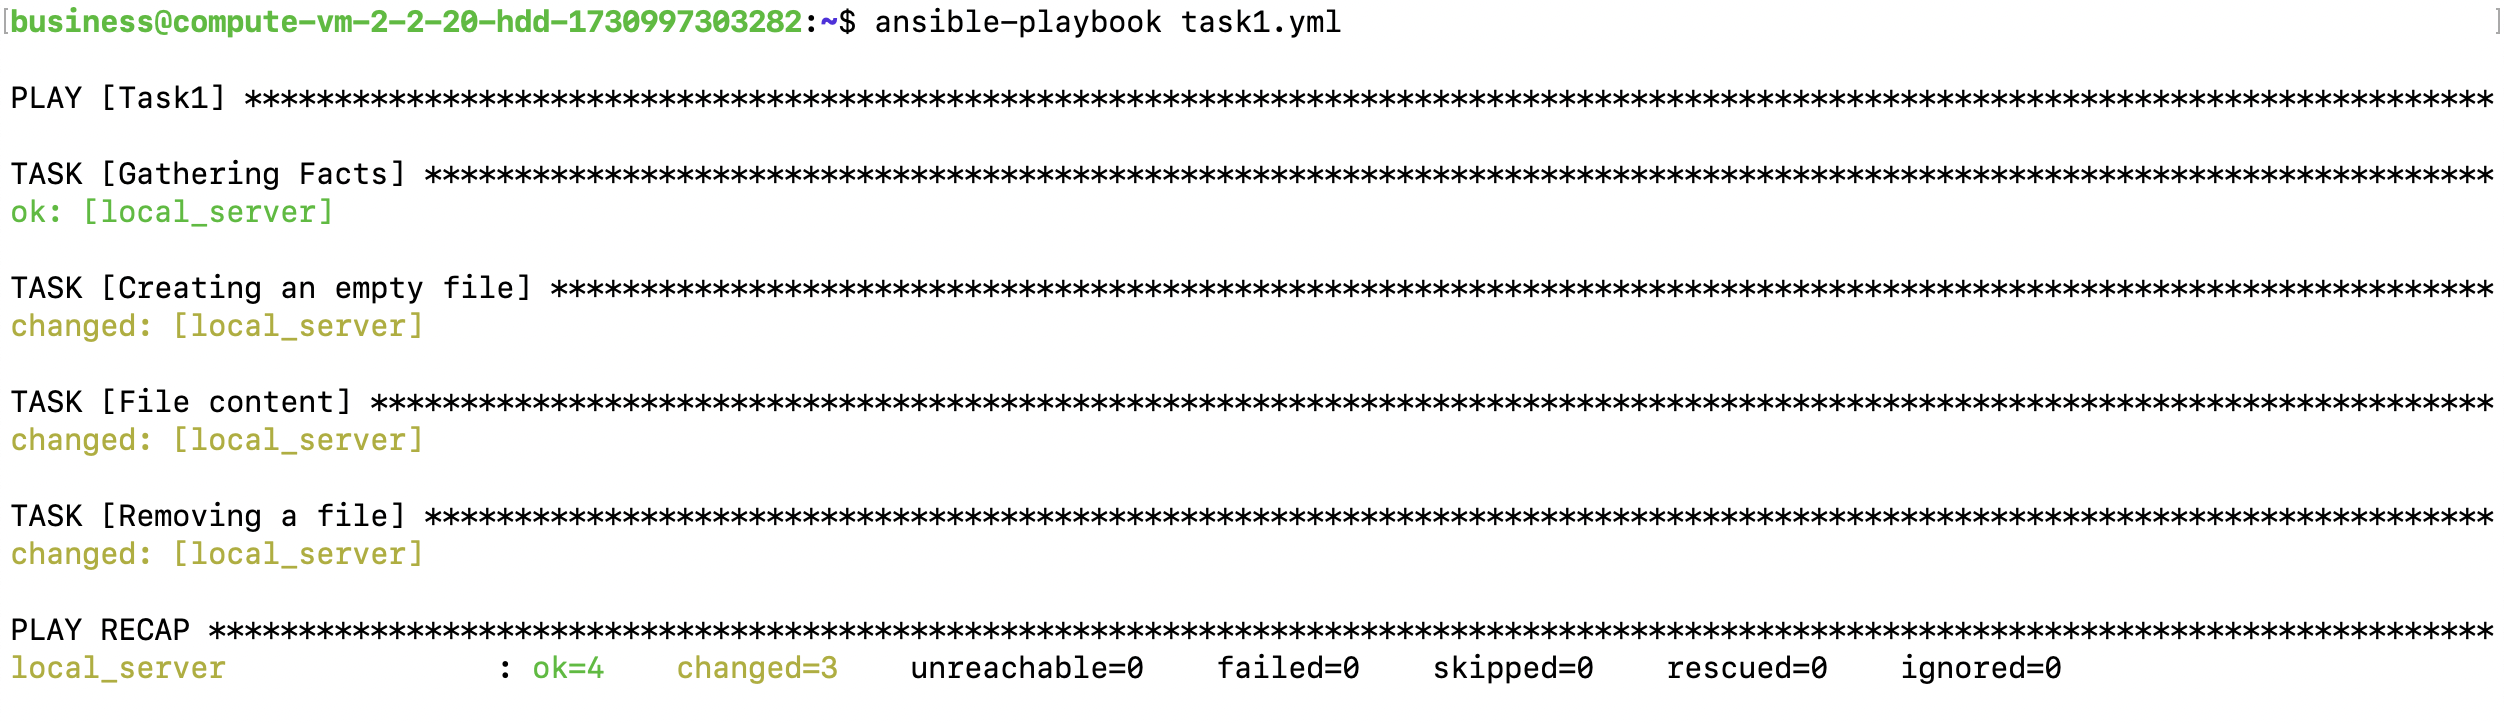 business@compute-vm-2-2-20-hdd-1730997303282:~$ ansible-playbook task1.yml
PLAY [Task1] *****************************************************************************************************************************
TASK [Gathering Facts] *******************************************************************************************************************
ok: [local_server]
TASK [Creating an empty file] ************************************************************************************************************
changed: [local_server]
TASK [File content] **********************************************************************************************************************
changed: [local_server]
TASK [Removing a file] *******************************************************************************************************************
changed: [local_server]
PLAY RECAP *******************************************************************************************************************************
local_server               : ok=4    changed=3    unreachable=0    failed=0    skipped=0    rescued=0    ignored=0